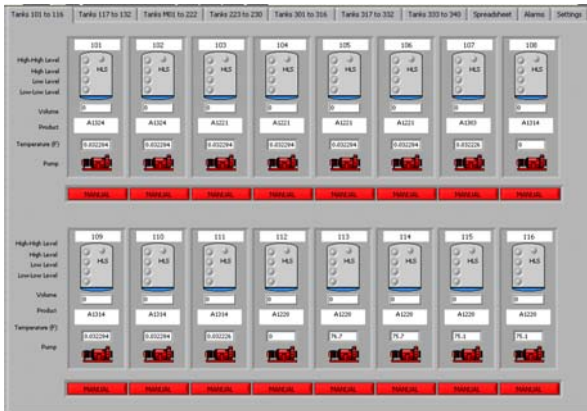 Tanks 101 to 116 Tanks 117 to 132 Tanks M01 to 222 Tanks 223 to 230 Tanks 301 to 316 Tanks 317 to 332 Tanks 333 to 340 Spreadsheet Alarms Settings
101 102 103 104 105 106 107 108
High-High Level
High Level HLS HLS HLS HLS HLS HLS HLS HLS
Low Level
Low-Low Level
Volume 0 0 0 0 0 0 0 0
Product A1324 A1324 A1221 A1221 A1221 A1221 A1303 A1314
Temperature (F) 0.032284 0.032284 0.032284 0.032284 0.032284 0.032284 0.032226 0
Pump
MANUAL MANUAL MANUAL MANUAL MANUAL MANUAL MANUAL MANUAL
109 110 111 112 113 114 115 116
High-High Level
High Level HLS HLS HLS HLS HLS HLS HLS HLS
Low Level
Low-Low Level
Volume 0 0 0 0 0 0 0 0
Product A1314 A1314 A1314 A1228 A1228 A1228 A1228 A1228
Temperature (F) 0.032284 0.032284 0.032226 0 76.7 75.7 75.1 75.1
Pump
MANUAL MANUAL MANUAL MANUAL MANUAL MANUAL MANUAL MANUAL